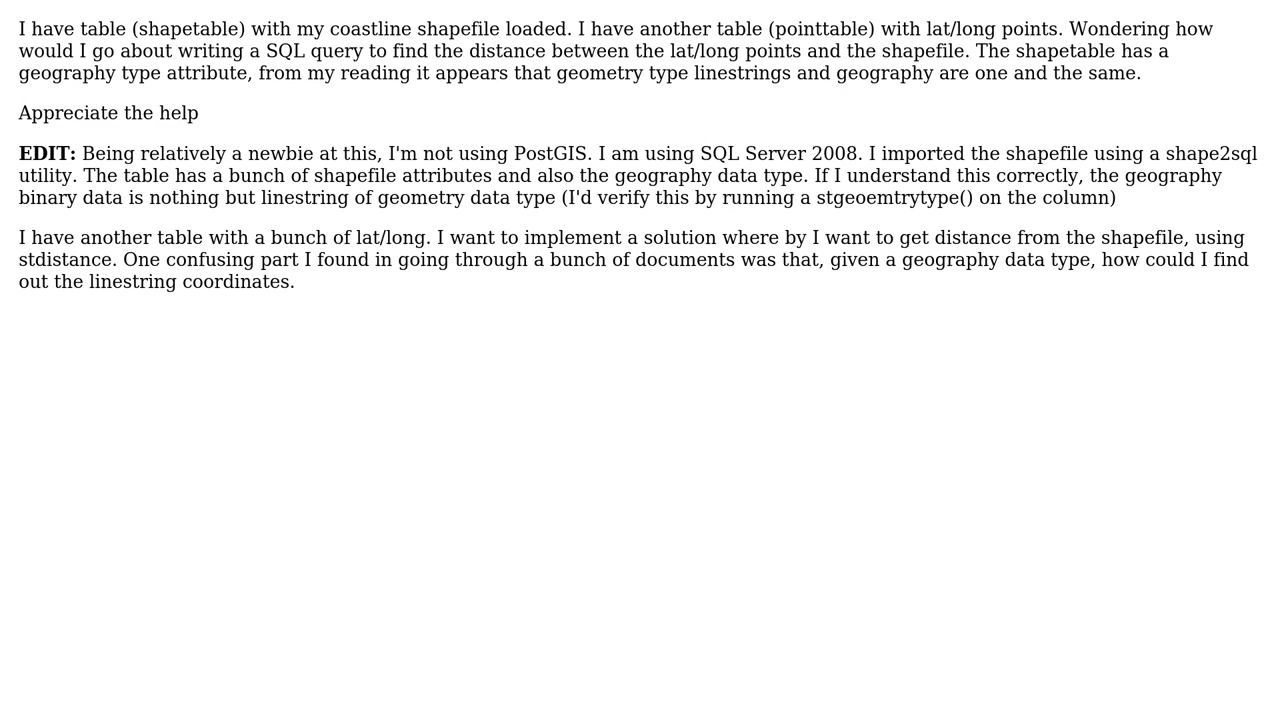 I have table (shapetable) with my coastline shapefile loaded. I have another table (pointtable) with lat/long points. Wondering how
would I go about writing a SQL query to find the distance between the lat/long points and the shapefile. The shapetable has a
geography type attribute, from my reading it appears that geometry type linestrings and geography are one and the same.
Appreciate the help
EDIT: Being relatively a newbie at this, I'm not using PostGIS. I am using SQL Server 2008. I imported the shapefile using a shape2sql
utility. The table has a bunch of shapefile attributes and also the geography data type. If I understand this correctly, the geography
binary data is nothing but linestring of geometry data type (I'd verify this by running a stgeoemtrytype() on the column)
I have another table with a bunch of lat/long. I want to implement a solution where by I want to get distance from the shapefile, using
stdistance. One confusing part I found in going through a bunch of documents was that, given a geography data type, how could I find
out the linestring coordinates.